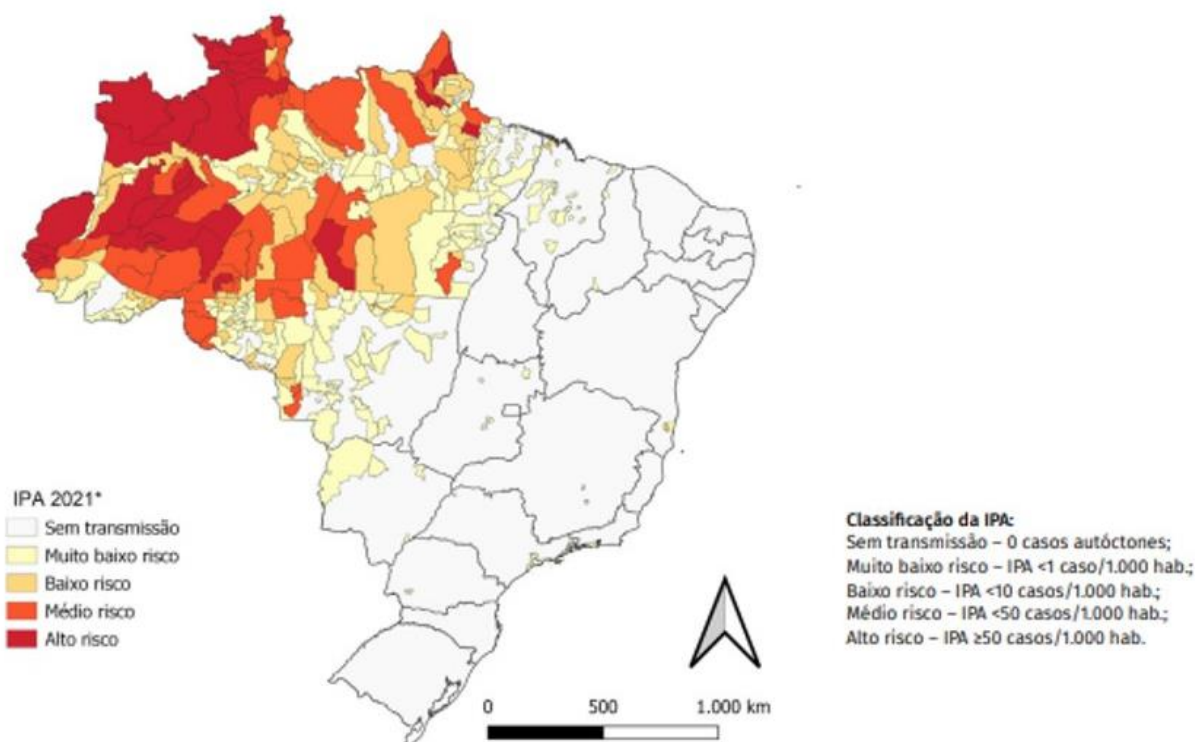 IPA 2021*
Sem transmissão
Muito baixo risco
Baixo risco
Médio risco
Alto risco
0 500 1.000 km
Classificação da IPA:
Sem transmissão – 0 casos autóctones;
Muito baixo risco – IPA <1 caso/1.000 hab.;
Baixo risco – IPA <10 casos/1.000 hab.;
Médio risco – IPA <50 casos/1.000 hab.;
Alto risco – IPA ≥50 casos/1.000 hab.